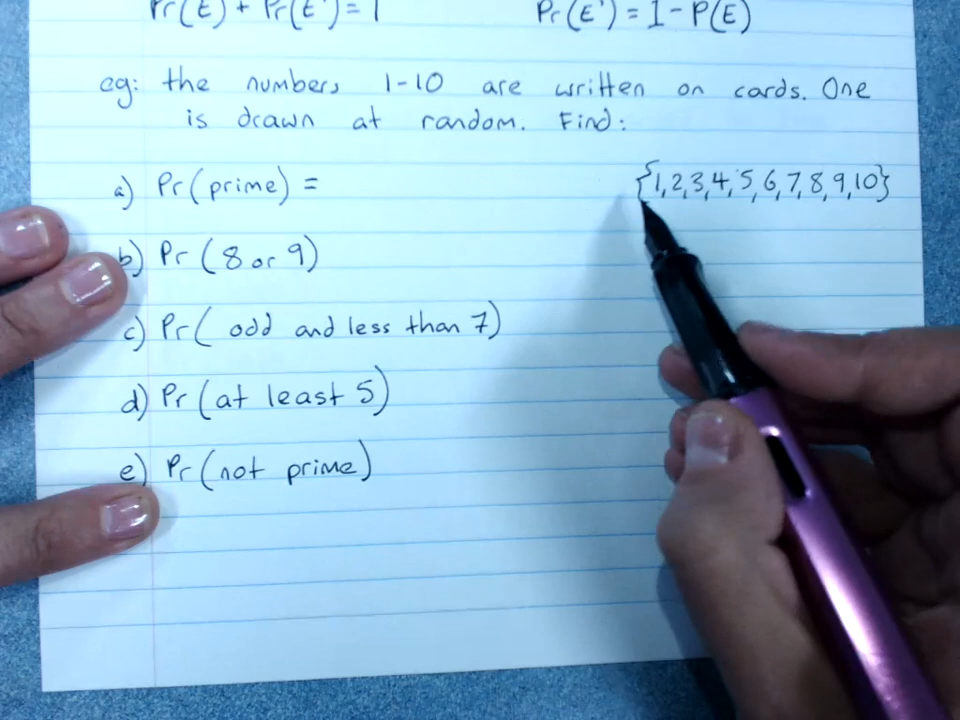 Pr(E) + Pr(E') = 1 Pr(E') = 1 - P(E)
eg: the numbers 1-10 are written on cards. One
is drawn at random. Find:
a) Pr(prime) = {1,2,3,4,5,6,7,8,9,10}
b) Pr(8 or 9)
c) Pr( odd and less than 7)
d) Pr(at least 5)
e) Pr(not prime)